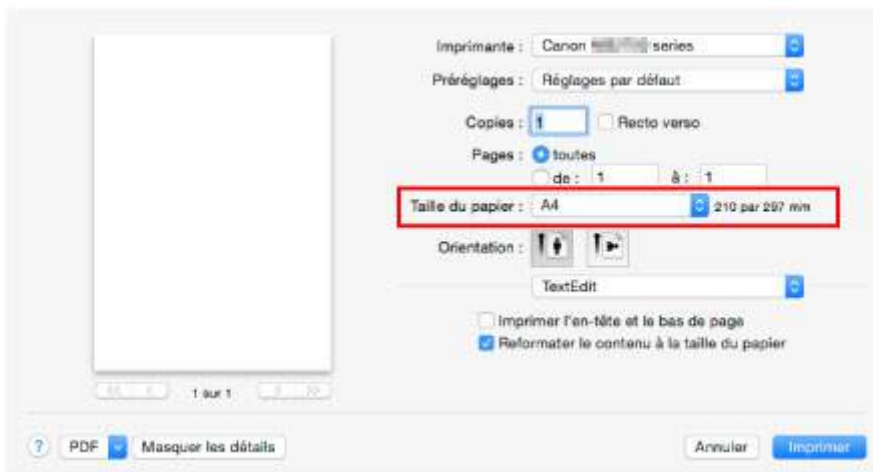 Imprimante : Canon series
Préréglages : Réglages par défaut
Copies : 1 Recto verso
Pages : toutes
de : 1 à : 1
Taille du papier : A4 210 par 297 mm
Orientation :
TextEdit
Imprimer l'en-tête et le bas de page
Reformater le contenu à la taille du papier
1 sur 1
? PDF Masquer les détails Annuler Imprimer